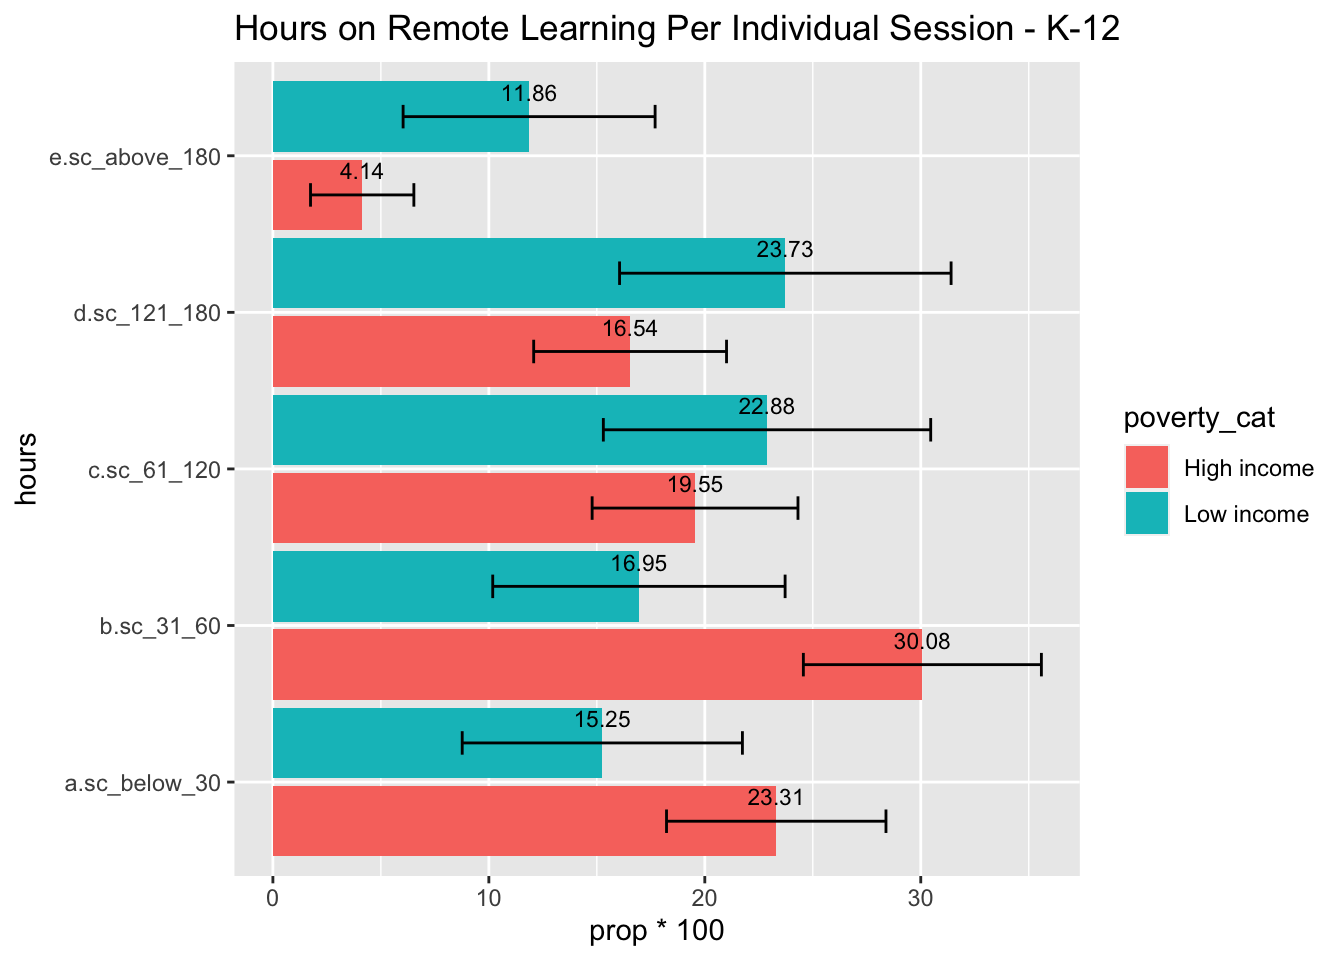 Hours on Remote Learning Per Individual Session - K-12
11.86
e.sc_above_180
4.14
23.73
d.sc_121_180
16.54
22.88
c.sc_61_120
19.55
16.95
b.sc_31_60
30.08
15.25
a.sc_below_30
23.31
hours
0 10 20 30
prop * 100
poverty_cat
High income
Low income